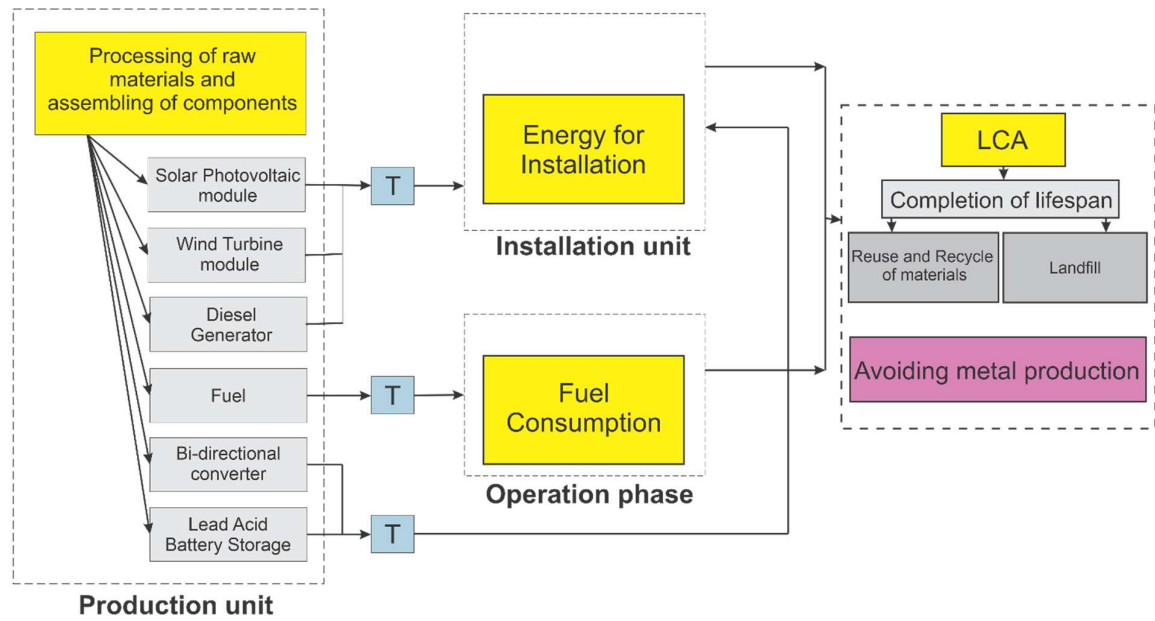 Processing of raw
materials and
assembling of components
Solar Photovoltaic
module
Wind Turbine
module
Diesel
Generator
Fuel
Bi-directional
converter
Lead Acid
Battery Storage
Production unit
T
T
T
Energy for
Installation
Installation unit
Fuel
Consumption
Operation phase
LCA
Completion of lifespan
Reuse and Recycle
of materials
Landfill
Avoiding metal production